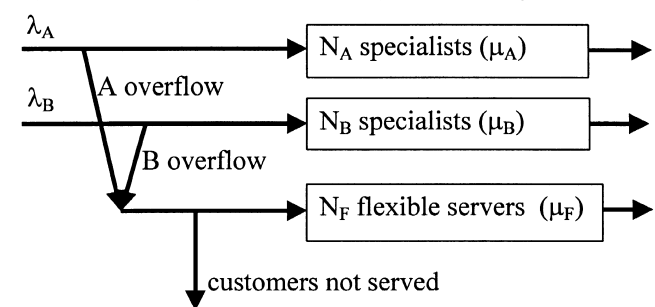 λA
NA specialists (μA)
A overflow
λB
NB specialists (μB)
B overflow
NF flexible servers (μF)
customers not served